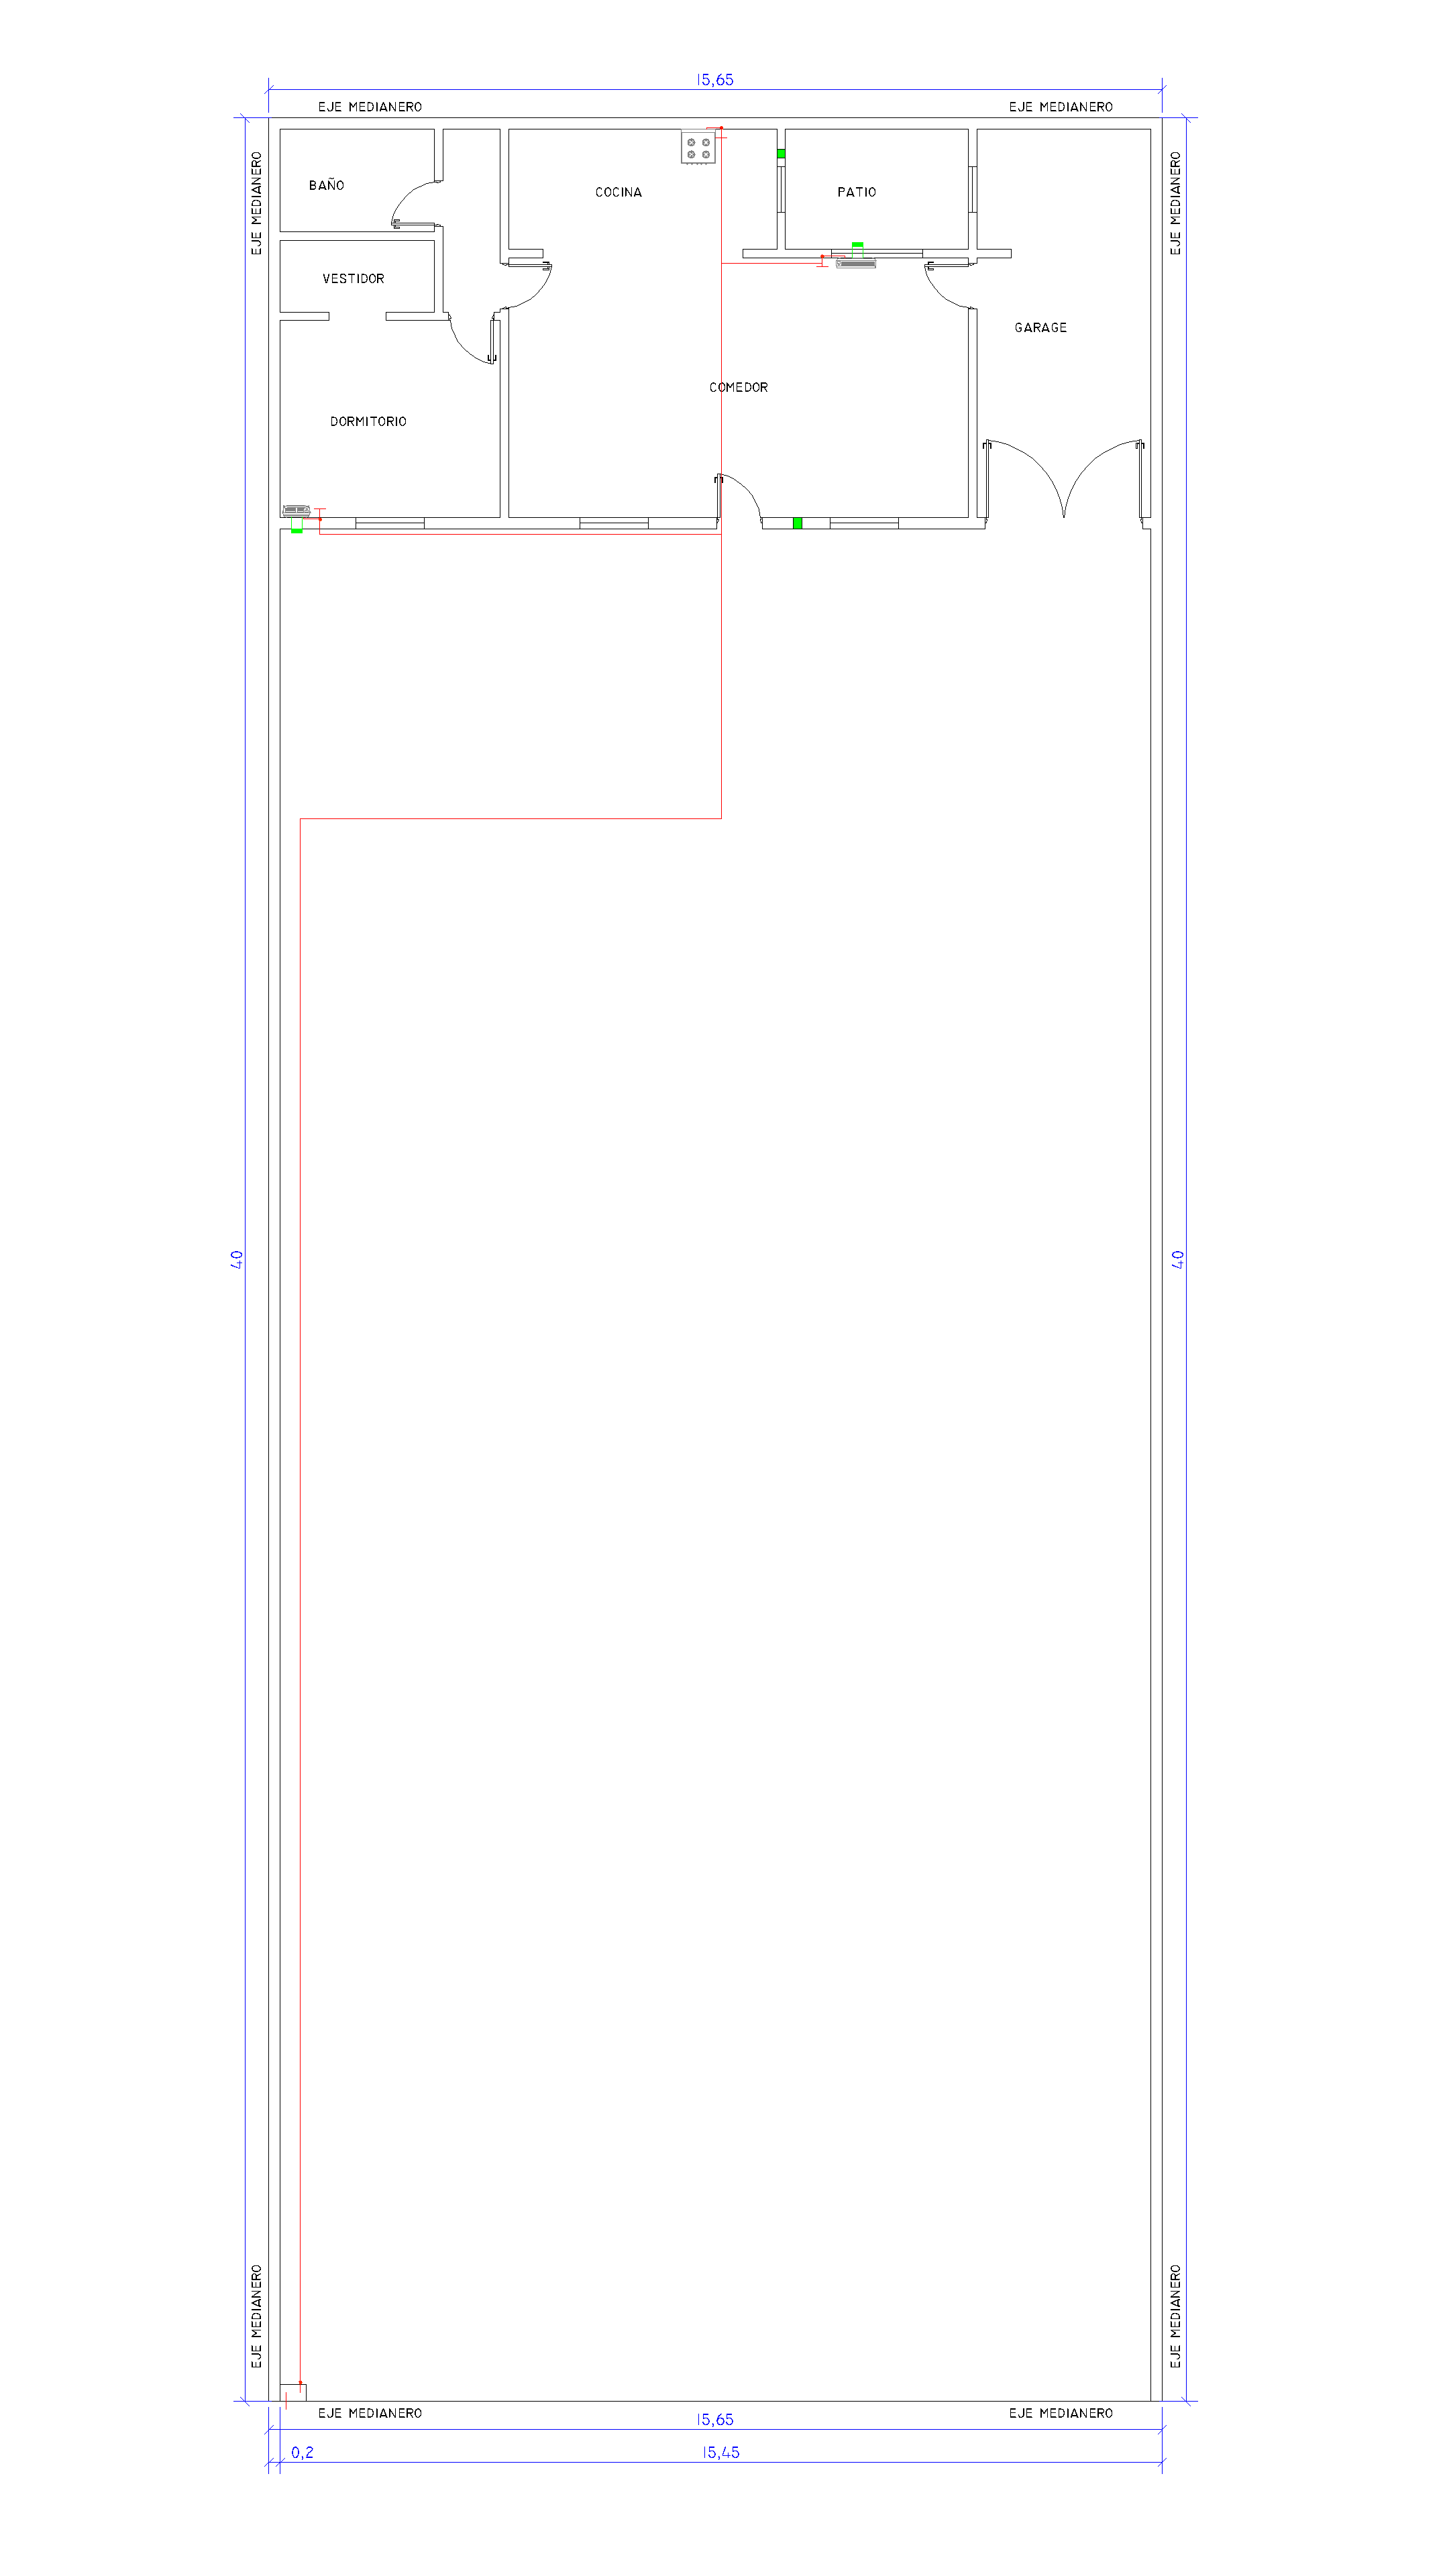 15,65
EJE MEDIANERO
EJE MEDIANERO
EJE MEDIANERO
EJE MEDIANERO
BAÑO
COCINA
PATIO
VESTIDOR
GARAGE
COMEDOR
DORMITORIO
40
40
EJE MEDIANERO
EJE MEDIANERO
EJE MEDIANERO
EJE MEDIANERO
15,65
0,2
15,45